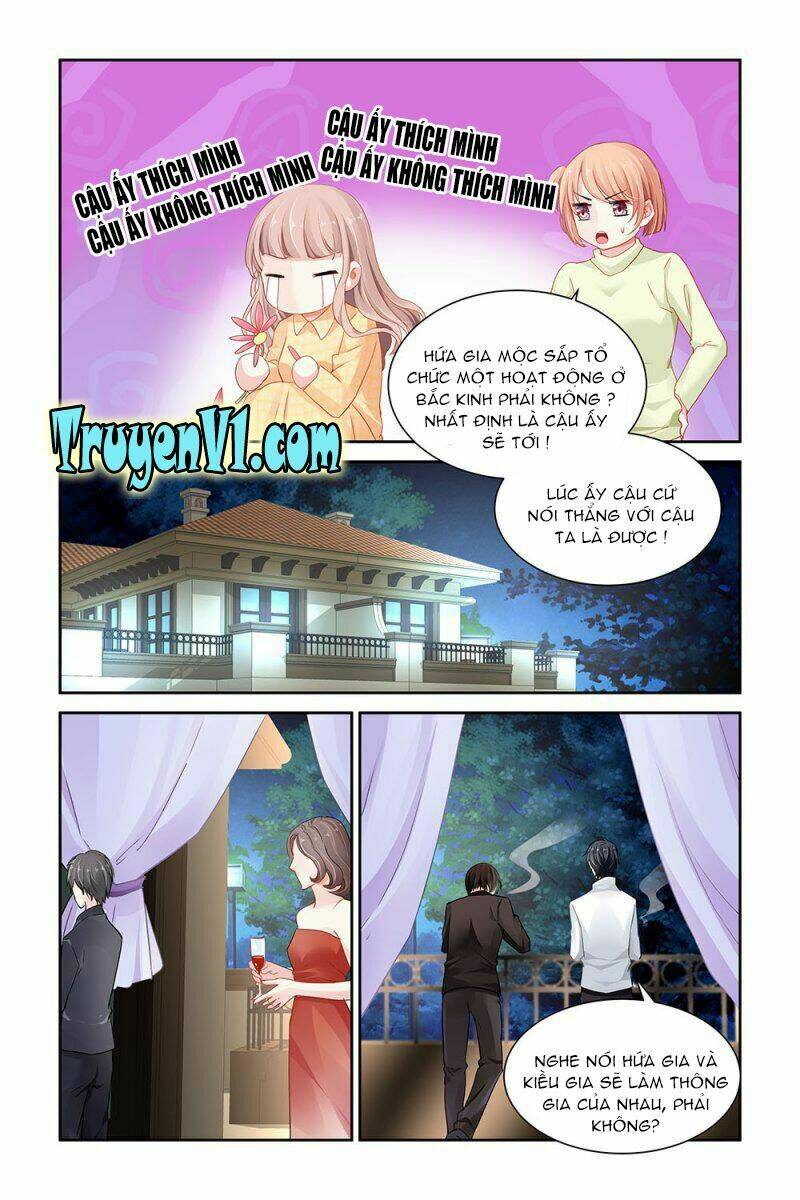 CẬU ẤY THÍCH MÌNH
CẬU ẤY KHÔNG THÍCH MÌNH
CẬU ẤY THÍCH MÌNH
CẬU ẤY KHÔNG THÍCH MÌNH
HỨA GIA MỘC SẮP TỔ
CHỨC MỘT HOẠT ĐỘNG Ở
BẮC KINH PHẢI KHÔNG ?
NHẤT ĐỊNH LÀ CẬU ẤY
SẼ TỚI !
TruyenV1.com
LÚC ẤY CẬU CỨ
NÓI THẲNG VỚI CẬU
TA LÀ ĐƯỢC !
NGHE NÓI HỨA GIA VÀ
KIỀU GIA SẼ LÀM THÔNG
GIA CỦA NHAU, PHẢI
KHÔNG?